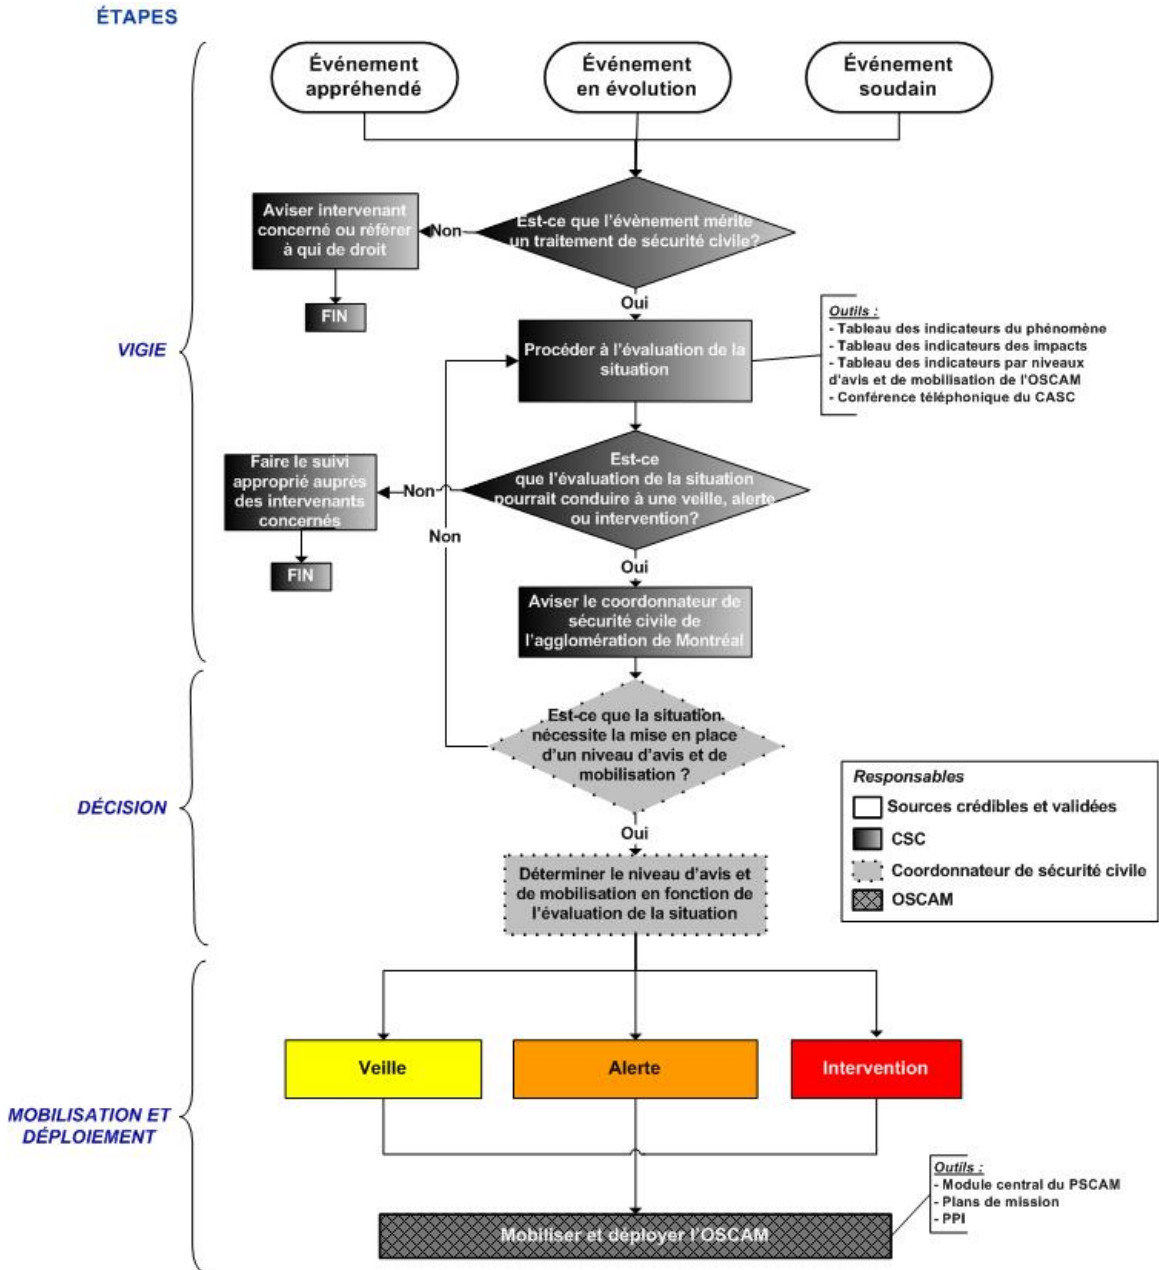 ÉTAPES
Événement
appréhendé
Événement
en évolution
Événement
soudain
Est-ce que l'évènement mérite
un traitement de sécurité civile?
Non
Aviser intervenant
concerné ou référer
à qui de droit
FIN
Oui
VIGIE
Procéder à l'évaluation de la
situation
Outils :
- Tableau des indicateurs du phénomène
- Tableau des indicateurs des impacts
- Tableau des indicateurs par niveaux
d'avis et de mobilisation de l'OSCAM
- Conférence téléphonique du CASC
Est-ce
que l'évaluation de la situation
pourrait conduire à une veille, alerte
ou intervention?
Non
Faire le suivi
approprié auprès
des intervenants
concernés
FIN
Non
Oui
Aviser le coordonnateur de
sécurité civile de
l'agglomération de Montréal
DÉCISION
Est-ce que la situation
nécessite la mise en place
d'un niveau d'avis et de
mobilisation ?
Oui
Déterminer le niveau d'avis et
de mobilisation en fonction de
l'évaluation de la situation
Responsables
Sources crédibles et validées
CSC
Coordonnateur de sécurité civile
OSCAM
MOBILISATION ET
DÉPLOIEMENT
Veille
Alerte
Intervention
Outils :
- Module central du PSCAM
- Plans de mission
- PPI
Mobiliser et déployer l'OSCAM